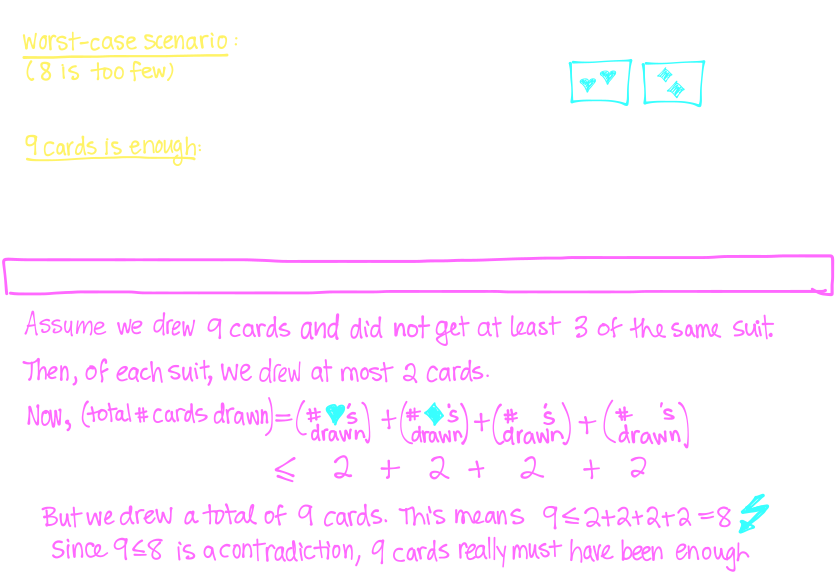 Worst-case scenario:
(8 is too few)
9 cards is enough:
Assume we drew 9 cards and did not get at least 3 of the same suit.
Then, of each suit, we drew at most 2 cards.
Now, (total # cards drawn) = (# ♥'s drawn) + (# ♦'s drawn) + (# 's drawn) + (# 's drawn)
≤ 2 + 2 + 2 + 2
But we drew a total of 9 cards. This means 9 ≤ 2+2+2+2 = 8
Since 9≤8 is a contradiction, 9 cards really must have been enough